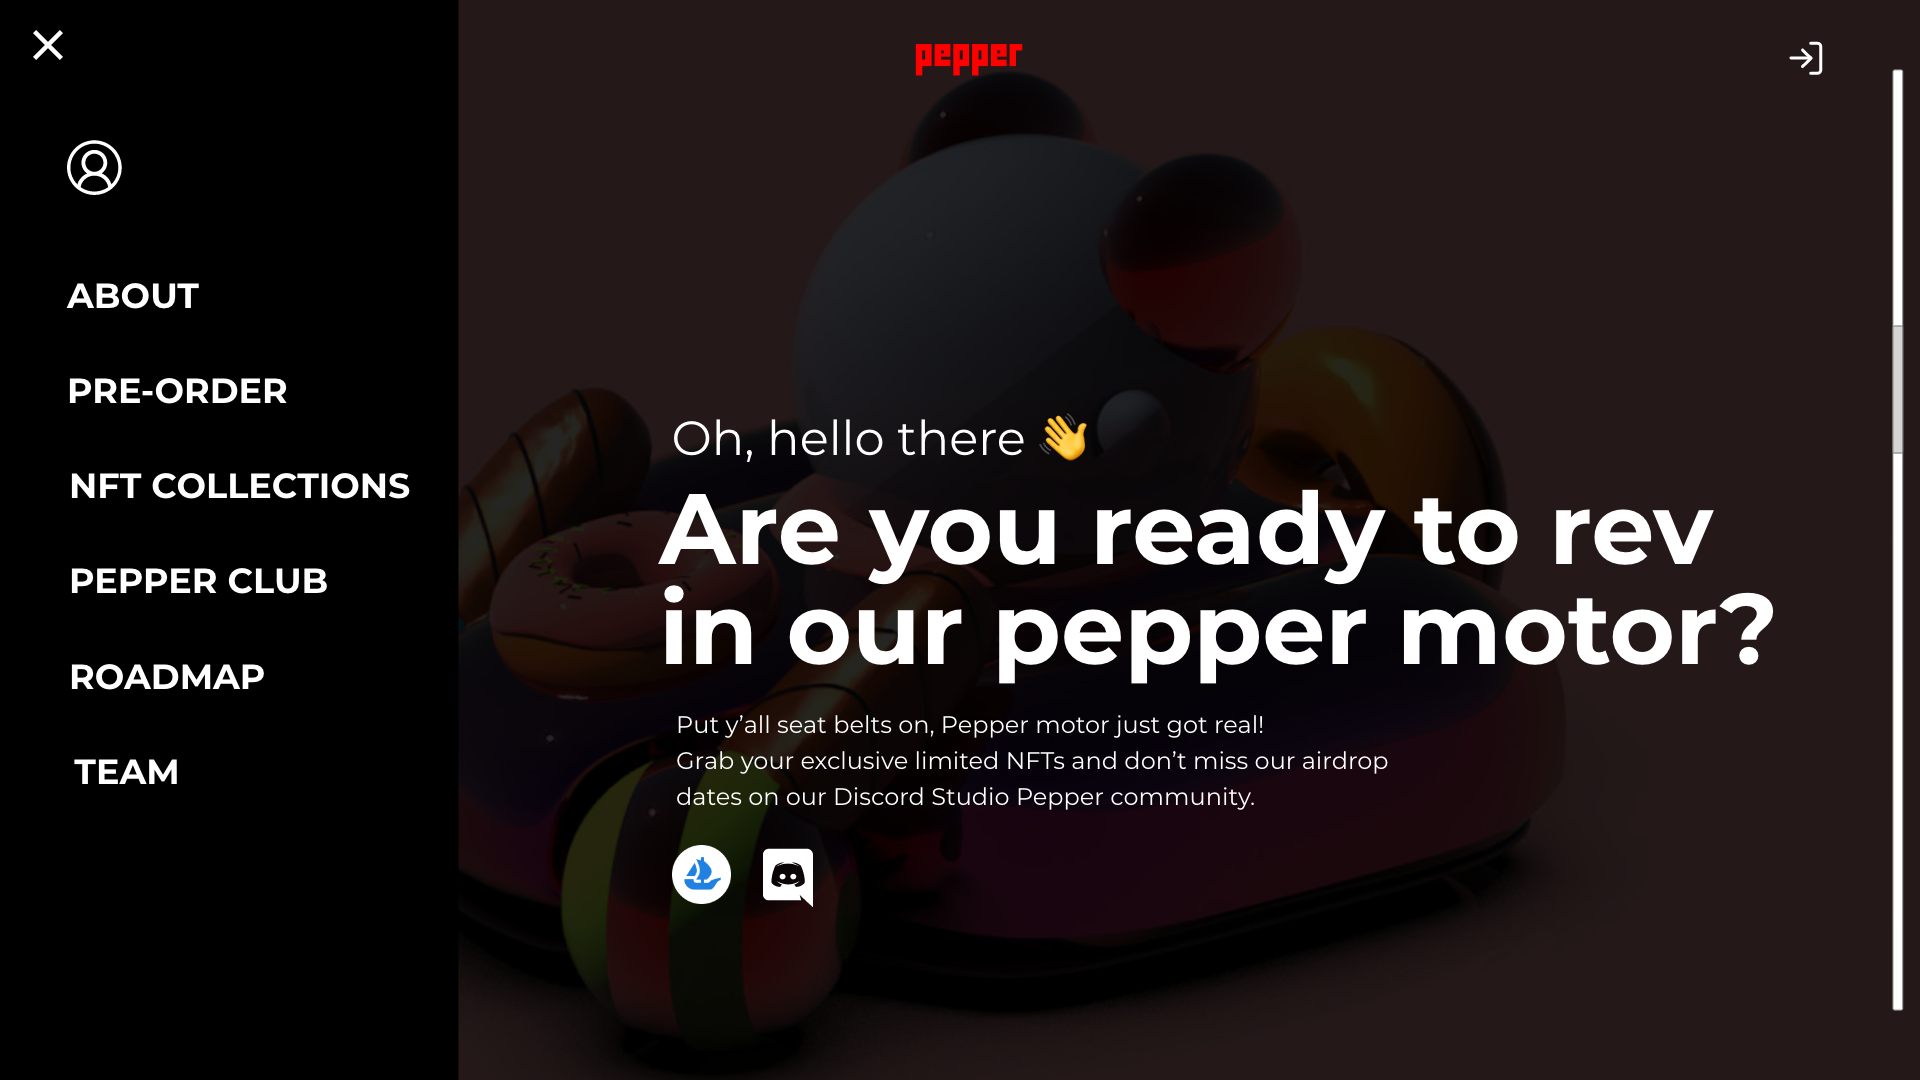 pepper
ABOUT
PRE-ORDER
NFT COLLECTIONS
PEPPER CLUB
ROADMAP
TEAM
Oh, hello there 👋
Are you ready to rev
in our pepper motor?
Put y’all seat belts on, Pepper motor just got real!
Grab your exclusive limited NFTs and don’t miss our airdrop
dates on our Discord Studio Pepper community.